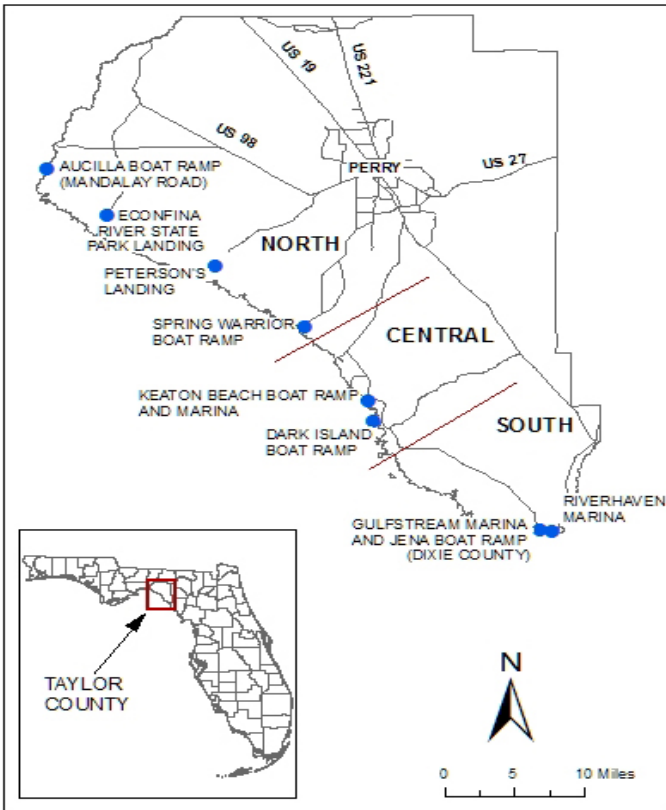 US 19
US 221
US 98
PERRY
US 27
AUCILLA BOAT RAMP
(MANDALAY ROAD)
ECONFINA
RIVER STATE
PARK LANDING
NORTH
PETERSON'S
LANDING
SPRING WARRIOR
BOAT RAMP
CENTRAL
KEATON BEACH BOAT RAMP
AND MARINA
SOUTH
DARK ISLAND
BOAT RAMP
RIVERHAVEN
MARINA
GULFSTREAM MARINA
AND JENA BOAT RAMP
(DIXIE COUNTY)
TAYLOR
COUNTY
N
0 5 10 Miles